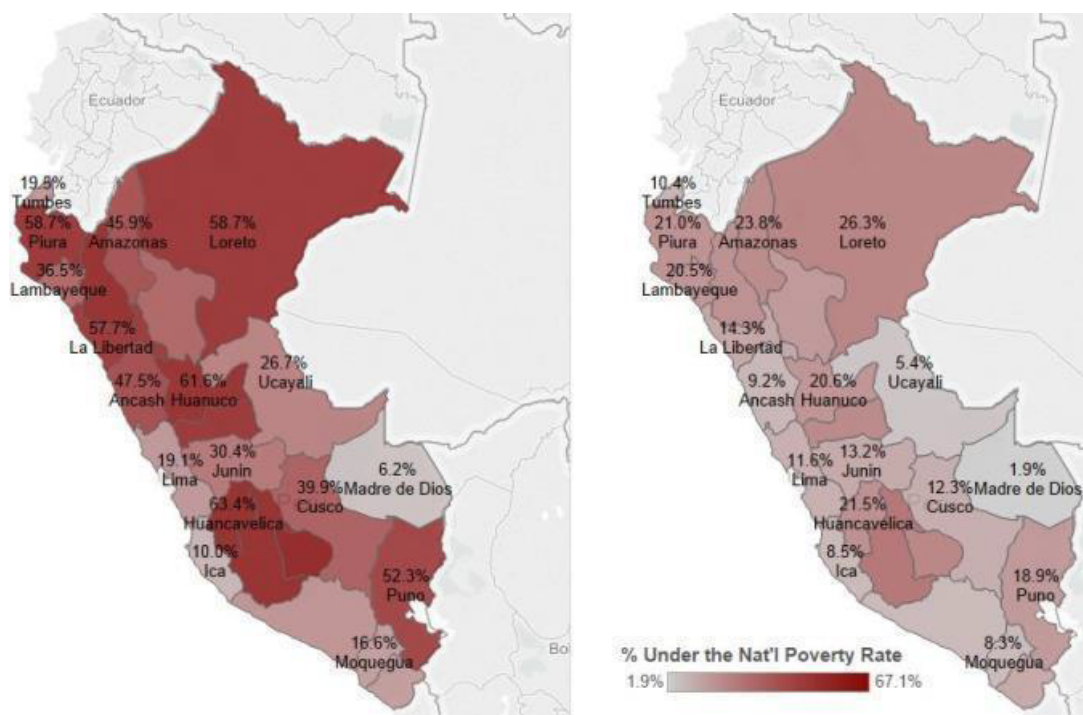 Ecuador
19.5%
Tumbes
58.7%
Piura
45.9%
Amazonas
58.7%
Loreto
36.5%
Lambayeque
57.7%
La Libertad
47.5%
Ancash
61.6%
Huanuco
26.7%
Ucayali
19.1%
Lima
30.4%
Junin
39.9%
Cusco
6.2%
Madre de Dios
63.4%
Huancavelica
10.0%
Ica
52.3%
Puno
16.6%
Moquegua
Bol
Ecuador
10.4%
Tumbes
21.0%
Piura
23.8%
Amazonas
26.3%
Loreto
20.5%
Lambayeque
14.3%
La Libertad
9.2%
Ancash
20.6%
Huanuco
5.4%
Ucayali
11.6%
Lima
13.2%
Junin
12.3%
Cusco
1.9%
Madre de Dios
21.5%
Huancavelica
8.5%
Ica
18.9%
Puno
8.3%
Moquegua
% Under the Nat'l Poverty Rate
1.9% 67.1%